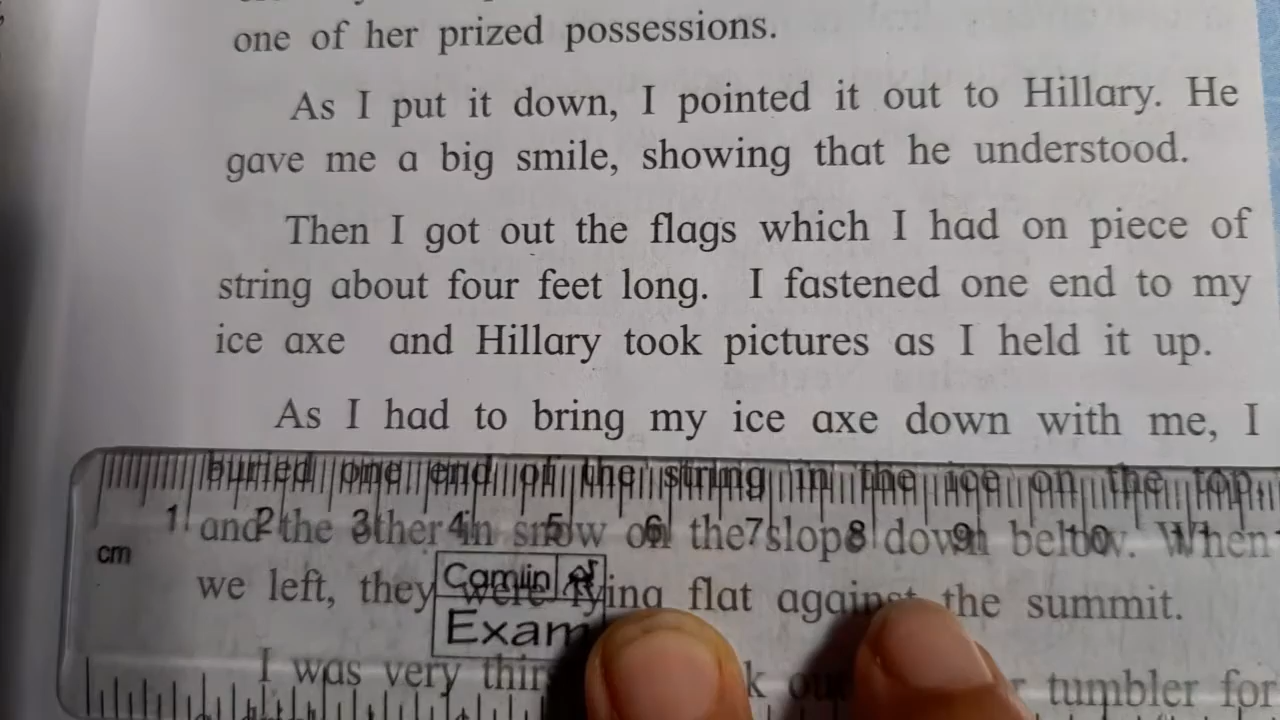 one of her prized possessions.
As I put it down, I pointed it out to Hillary. He
gave me a big smile, showing that he understood.
Then I got out the flags which I had on piece of
string about four feet long. I fastened one end to my
ice axe and Hillary took pictures as I held it up.
As I had to bring my ice axe down with me, I
buried one end of the string in the ice on the top,
1 2 3 4 5 6 7 8 9
and the other in snow on the slop down below. When
cm
we left, they were lying flat against the summit.
Camlin
Exam
I was very tumbler for